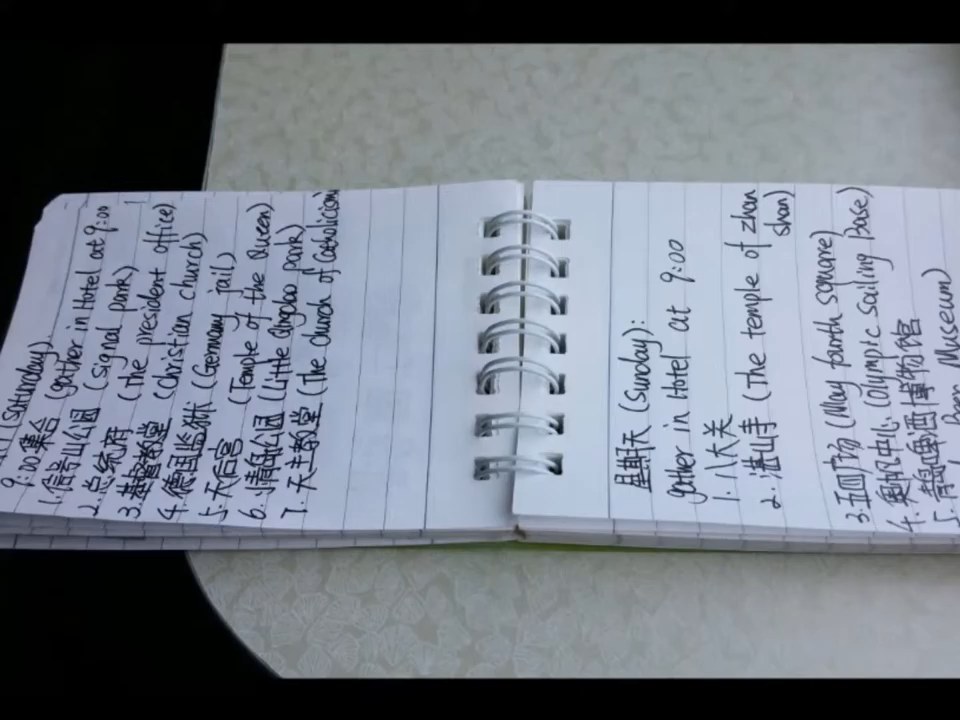 (Saturday)
9:00集合 (gather in Hotel at 9:00
1.信号山公园 (signal park)
2.总统府 (The president office)
3.基督教堂 (christian church)
4.德国监狱 (Germany jail)
5.天后宫 (Temple of the Queen)
6.小青岛公园 (Little qingdao park)
7.天主教堂 (The church of Catholicism)
星期天 (Sunday):
gather in Hotel at 9:00
1.八大关
2.湛山寺 (The temple of zhan
shan)
3.五四广场 (May fourth square)
4.奥帆中心 (Olympic Sailing Base)
5.青岛啤酒博物馆
Museum)